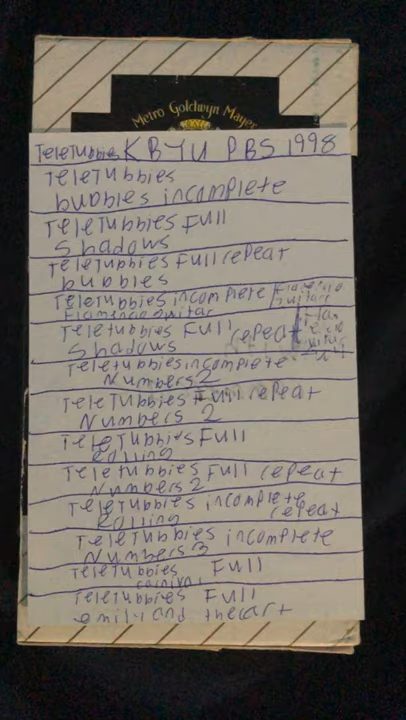 Metro Goldwyn Mayer
TeleTubbies KBYU PBS 1998
Teletubbies
bubbies incomplete
TeleTubbies Full
Shadows
TeleTubbies Full repeat
bubbles
TeleTubbies incomplete
Flamenco guitar
TeleTubbies Full repeat
Shadows
Teletubbies incomplete
Numbers 2
TeleTubbies Full repeat
Numbers 2
TeleTubbies Full
Rolling
TeleTubbies Full repeat
Numbers 2
TeleTubbies incomplete
Rolling repeat
TeleTubbies incomplete
Numbers 3
TeleTubbies Full
carnival
TeleTubbies Full
emily and the cart